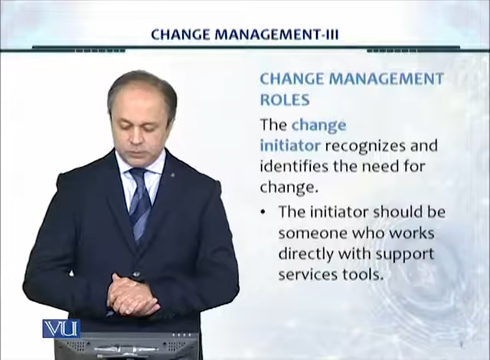 CHANGE MANAGEMENT-III
CHANGE MANAGEMENT
ROLES
The change
initiator recognizes and
identifies the need for
change.
• The initiator should be
someone who works
directly with support
services tools.
VU